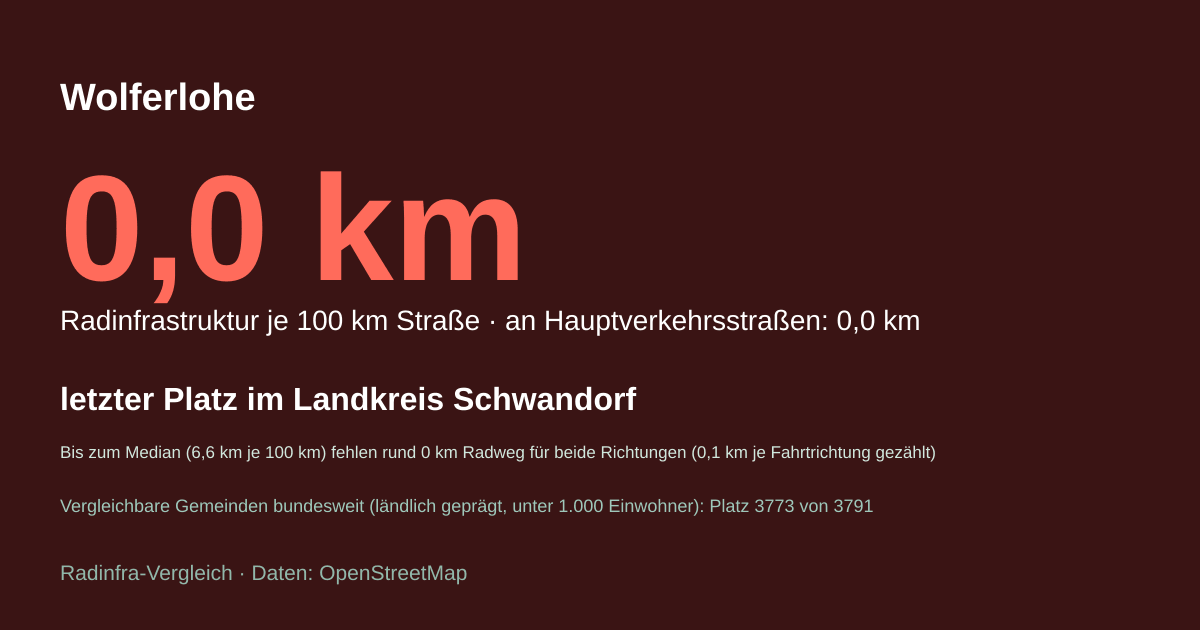 Wolferlohe
0,0 km
Radinfrastruktur je 100 km Straße · an Hauptverkehrsstraßen: 0,0 km
letzter Platz im Landkreis Schwandorf
Bis zum Median (6,6 km je 100 km) fehlen rund 0 km Radweg für beide Richtungen (0,1 km je Fahrtrichtung gezählt)
Vergleichbare Gemeinden bundesweit (ländlich geprägt, unter 1.000 Einwohner): Platz 3773 von 3791
Radinfra-Vergleich · Daten: OpenStreetMap